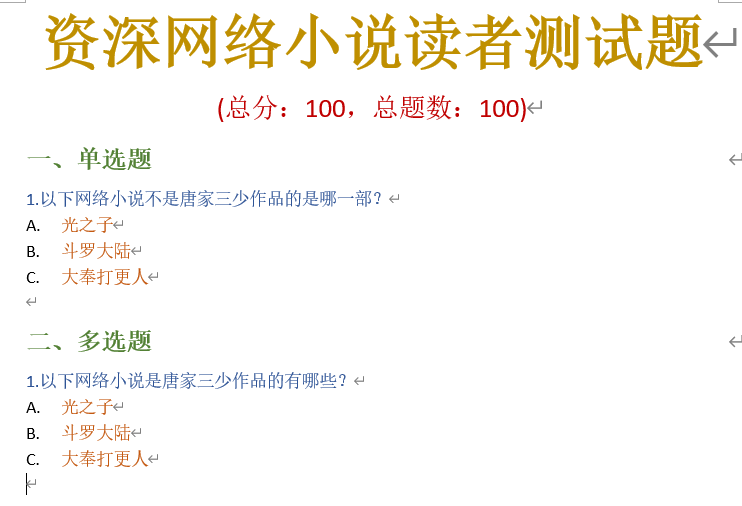 资深网络小说读者测试题
(总分：100，总题数：100)
一、单选题
1.以下网络小说不是唐家三少作品的是哪一部？
A. 光之子
B. 斗罗大陆
C. 大奉打更人
二、多选题
1.以下网络小说是唐家三少作品的有哪些？
A. 光之子
B. 斗罗大陆
C. 大奉打更人